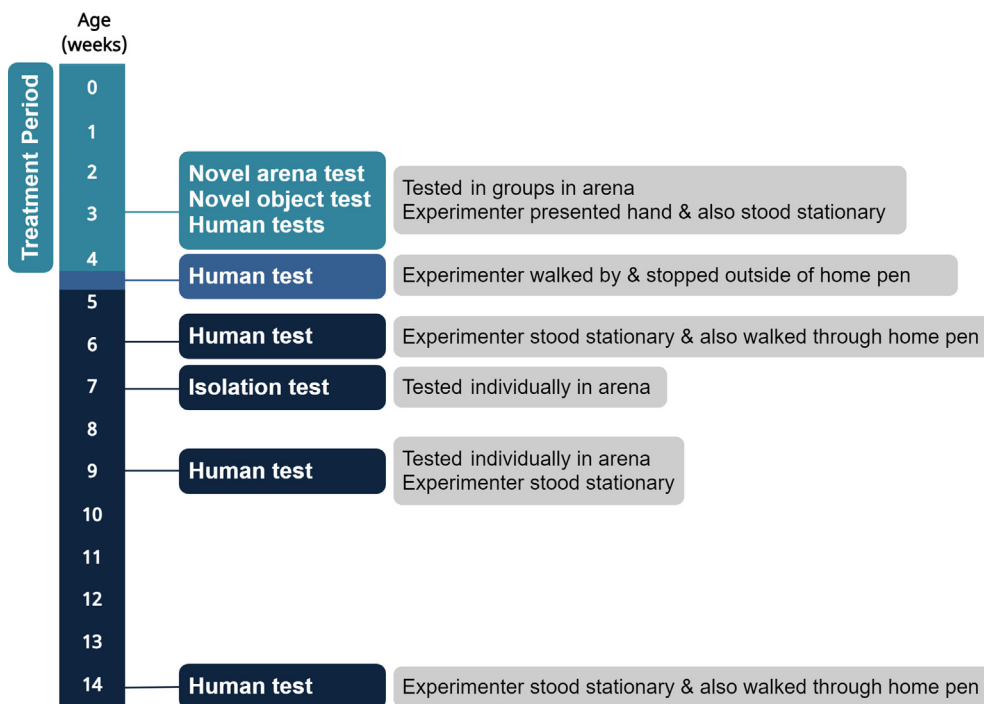 Age
(weeks)
Treatment Period
0
1
2
3
4
5
6
7
8
9
10
11
12
13
14
Novel arena test
Novel object test
Human tests
Tested in groups in arena
Experimenter presented hand & also stood stationary
Human test
Experimenter walked by & stopped outside of home pen
Human test
Experimenter stood stationary & also walked through home pen
Isolation test
Tested individually in arena
Human test
Tested individually in arena
Experimenter stood stationary
Human test
Experimenter stood stationary & also walked through home pen